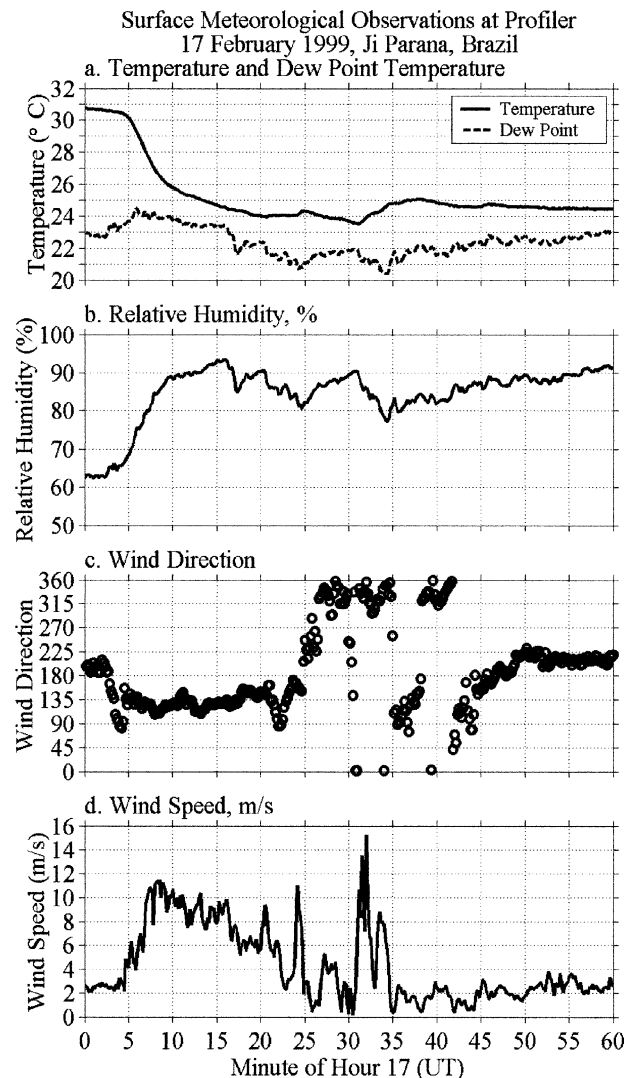 Surface Meteorological Observations at Profiler
17 February 1999, Ji Parana, Brazil
a. Temperature and Dew Point Temperature
Temperature (° C)
32
30
28
26
24
22
20
Temperature
Dew Point
b. Relative Humidity, %
Relative Humidity (%)
100
90
80
70
60
50
c. Wind Direction
Wind Direction
360
315
270
225
180
135
90
45
0
d. Wind Speed, m/s
Wind Speed (m/s)
16
14
12
10
8
6
4
2
0
0 5 10 15 20 25 30 35 40 45 50 55 60
Minute of Hour 17 (UT)